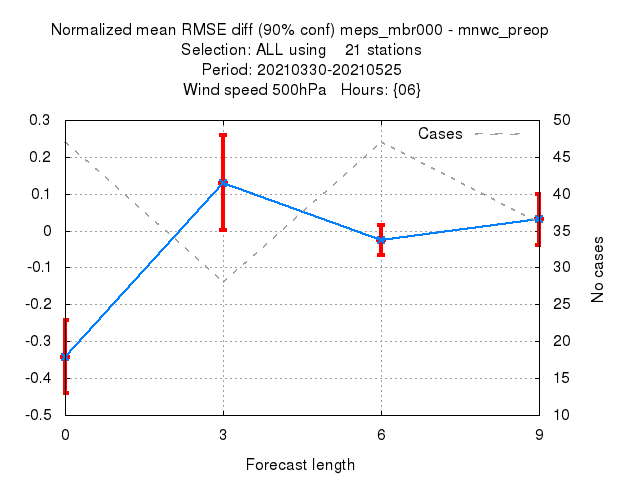 Normalized mean RMSE diff (90% conf) meps_mbr000 - mnwc_preop
Selection: ALL using    21 stations
Period: 20210330-20210525
Wind speed 500hPa   Hours: {06}
Cases
0.3
0.2
0.1
0
-0.1
-0.2
-0.3
-0.4
-0.5
50
45
40
35
30
25
20
15
10
No cases
0 3 6 9
Forecast length